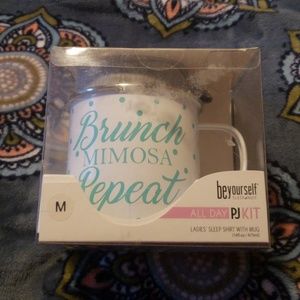 Brunch
MIMOSA
Repeat
M
beyourself
ALL DAY PJ KIT
LADIES' SLEEP SHIRT WITH MUG